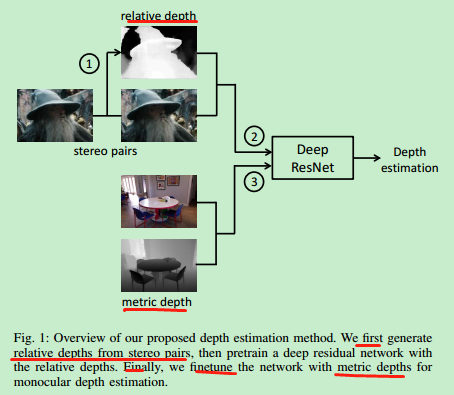 relative depth
1
stereo pairs
2
Deep
ResNet
Depth
estimation
3
metric depth
Fig. 1: Overview of our proposed depth estimation method. We first generate
relative depths from stereo pairs, then pretrain a deep residual network with
the relative depths. Finally, we finetune the network with metric depths for
monocular depth estimation.